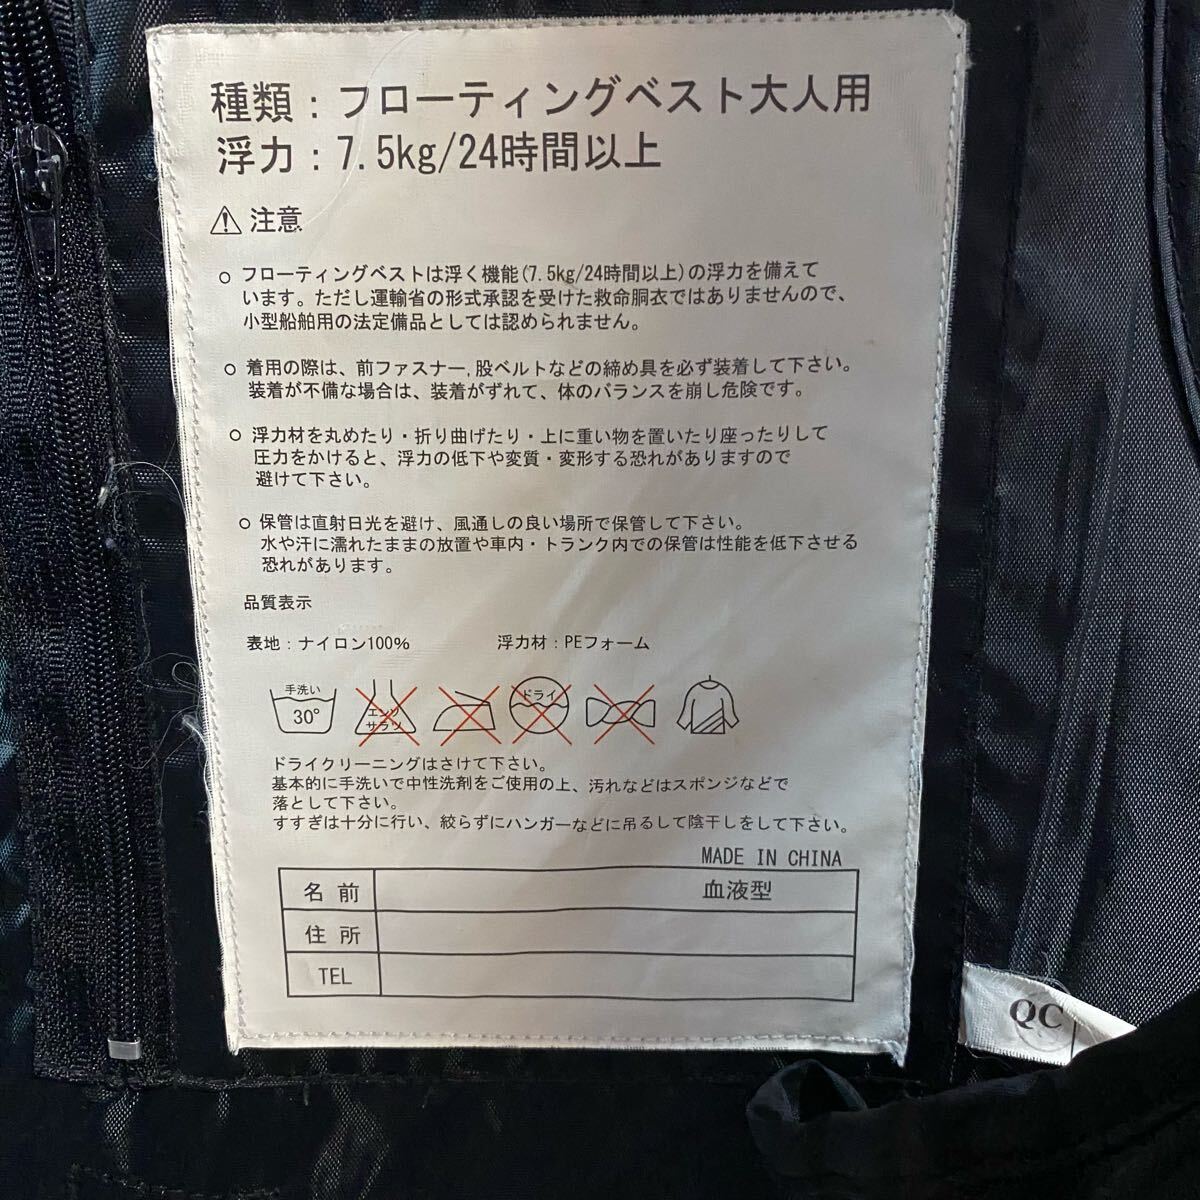 種類：フローティングベスト大人用
浮力：7.5kg/24時間以上
注意
○ フローティングベストは浮く機能(7.5kg/24時間以上)の浮力を備えて
います。ただし運輸省の形式承認を受けた救命胴衣ではありませんので、
小型船舶用の法定備品としては認められません。
○ 着用の際は、前ファスナー,股ベルトなどの締め具を必ず装着して下さい。
装着が不備な場合は、装着がずれて、体のバランスを崩し危険です。
○ 浮力材を丸めたり・折り曲げたり・上に重い物を置いたり座ったりして
圧力をかけると、浮力の低下や変質・変形する恐れがありますので
避けて下さい。
○ 保管は直射日光を避け、風通しの良い場所で保管して下さい。
水や汗に濡れたままの放置や車内・トランク内での保管は性能を低下させる
恐れがあります。
品質表示
表地：ナイロン100% 浮力材：PEフォーム
手洗い
30°
エンソ
サラシ
ドライ
ドライクリーニングはさけて下さい。
基本的に手洗いで中性洗剤をご使用の上、汚れなどはスポンジなどで
落として下さい。
すすぎは十分に行い、絞らずにハンガーなどに吊るして陰干しをして下さい。
MADE IN CHINA
名前 血液型
住所
TEL
QC